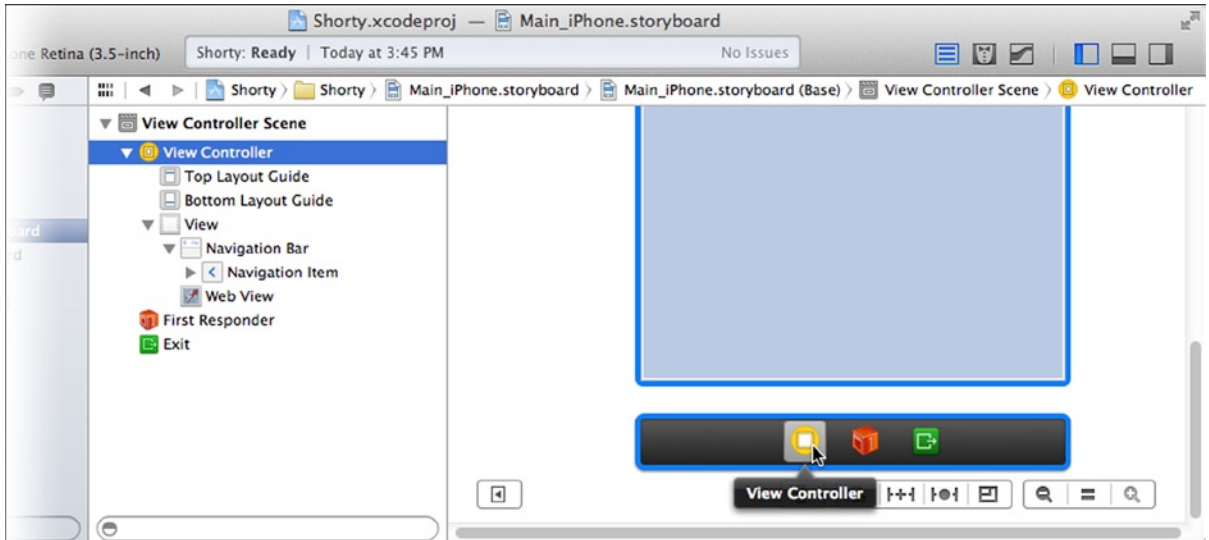 Shorty.xcodeproj — Main_iPhone.storyboard
one Retina (3.5-inch) Shorty: Ready | Today at 3:45 PM No Issues
Shorty Shorty Main_iPhone.storyboard Main_iPhone.storyboard (Base) View Controller Scene View Controller
View Controller Scene
View Controller
Top Layout Guide
Bottom Layout Guide
View
Navigation Bar
Navigation Item
Web View
First Responder
Exit
View Controller